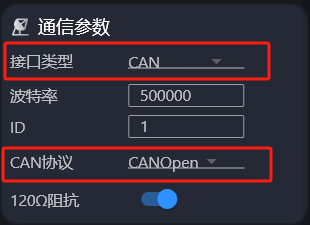 通信参数
接口类型 CAN
波特率 500000
ID 1
CAN协议 CANOpen
120Ω阻抗